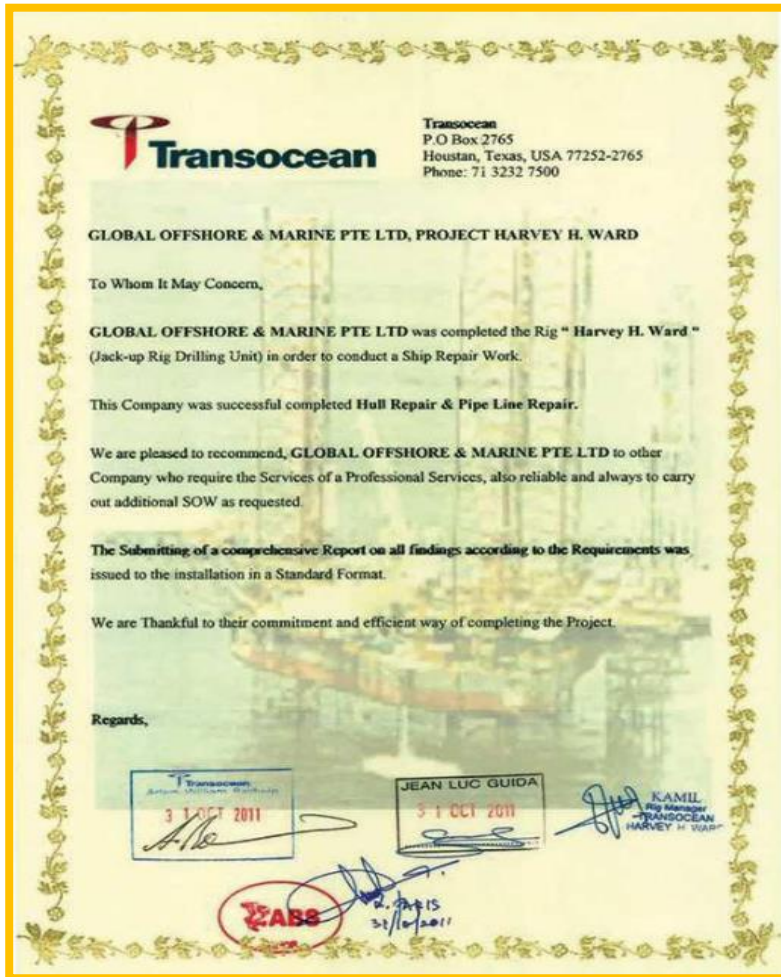 Transocean
Transocean
P.O Box 2765
Houstan, Texas, USA 77252-2765
Phone: 71 3232 7500
GLOBAL OFFSHORE & MARINE PTE LTD, PROJECT HARVEY H. WARD
To Whom It May Concern,
GLOBAL OFFSHORE & MARINE PTE LTD was completed the Rig “ Harvey H. Ward “
(Jack-up Rig Drilling Unit) in order to conduct a Ship Repair Work.
This Company was successful completed Hull Repair & Pipe Line Repair.
We are pleased to recommend, GLOBAL OFFSHORE & MARINE PTE LTD to other
Company who require the Services of a Professional Services, also reliable and always to carry
out additional SOW as requested.
The Submitting of a comprehensive Report on all findings according to the Requirements was
issued to the installation in a Standard Format.
We are Thankful to their commitment and efficient way of completing the Project.
Regards,
Transocean
William
31 OCT 2011
JEAN LUC GUIDA
31 OCT 2011
KAMIL
Rig Manager
TRANSOCEAN
HARVEY H WARD
ABS